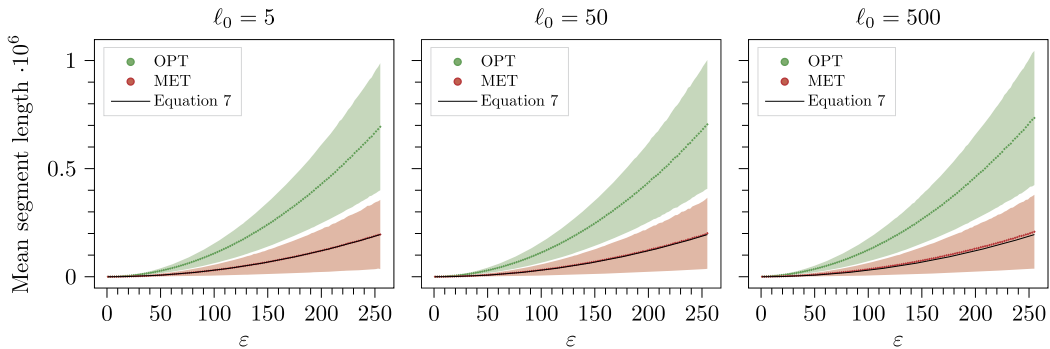 ℓ₀ = 5
ℓ₀ = 50
ℓ₀ = 500
Mean segment length ·10⁶
1
0.5
0
OPT
MET
Equation 7
OPT
MET
Equation 7
OPT
MET
Equation 7
0 50 100 150 200 250
0 50 100 150 200 250
0 50 100 150 200 250
ε
ε
ε